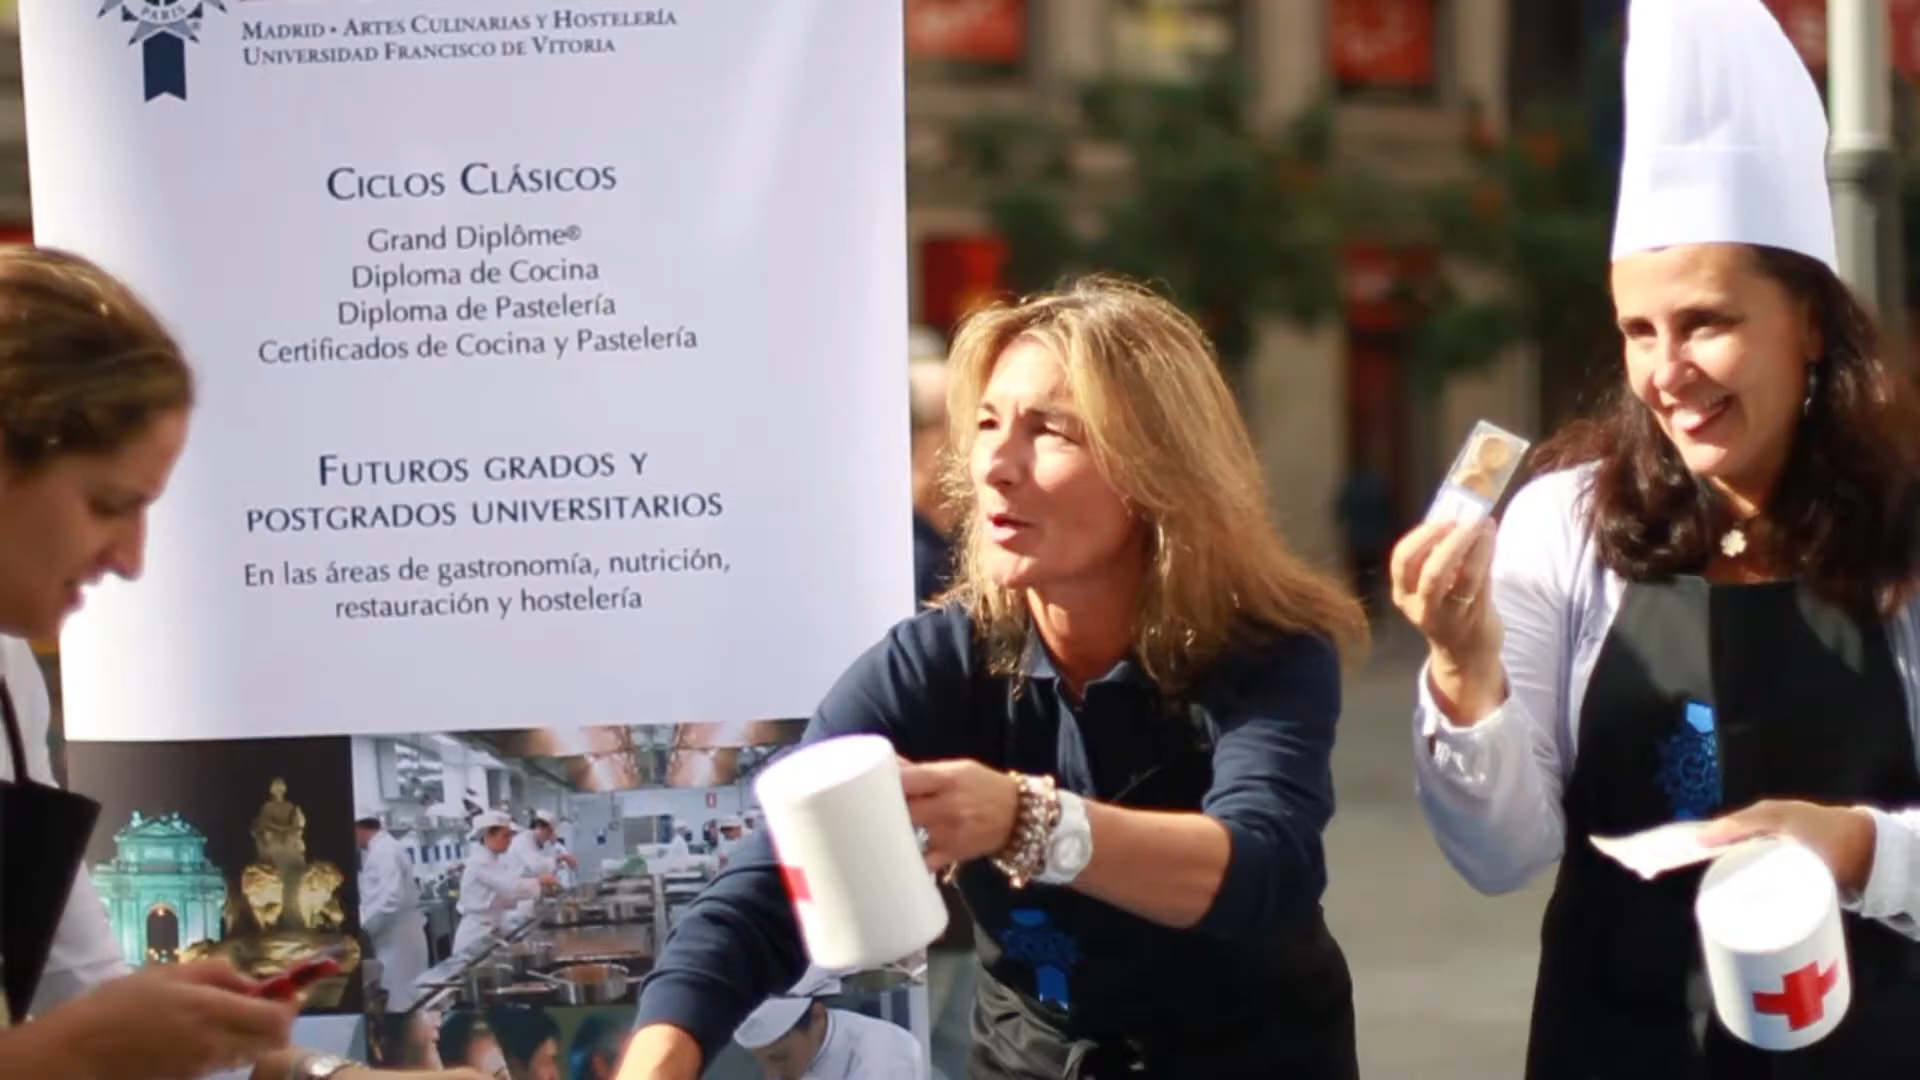 PARIS
MADRID • ARTES CULINARIAS Y HOSTELERÍA
UNIVERSIDAD FRANCISCO DE VITORIA
CICLOS CLÁSICOS
Grand Diplôme®
Diploma de Cocina
Diploma de Pastelería
Certificados de Cocina y Pastelería
FUTUROS GRADOS Y
POSTGRADOS UNIVERSITARIOS
En las áreas de gastronomía, nutrición,
restauración y hostelería